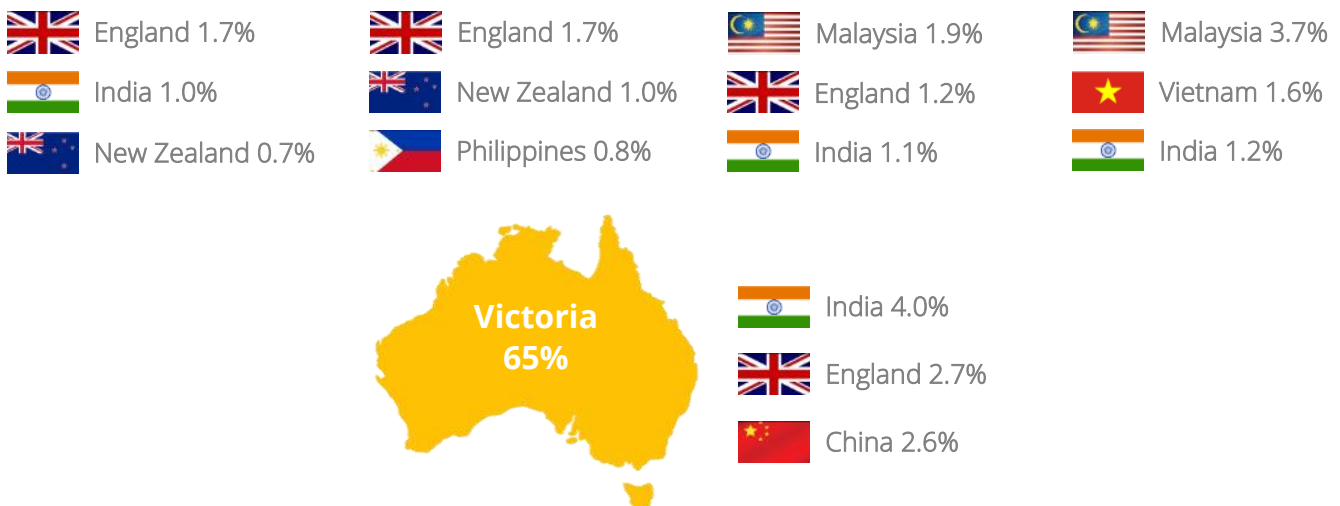 England 1.7%
India 1.0%
New Zealand 0.7%
England 1.7%
New Zealand 1.0%
Philippines 0.8%
Malaysia 1.9%
England 1.2%
India 1.1%
Malaysia 3.7%
Vietnam 1.6%
India 1.2%
Victoria
65%
India 4.0%
England 2.7%
China 2.6%